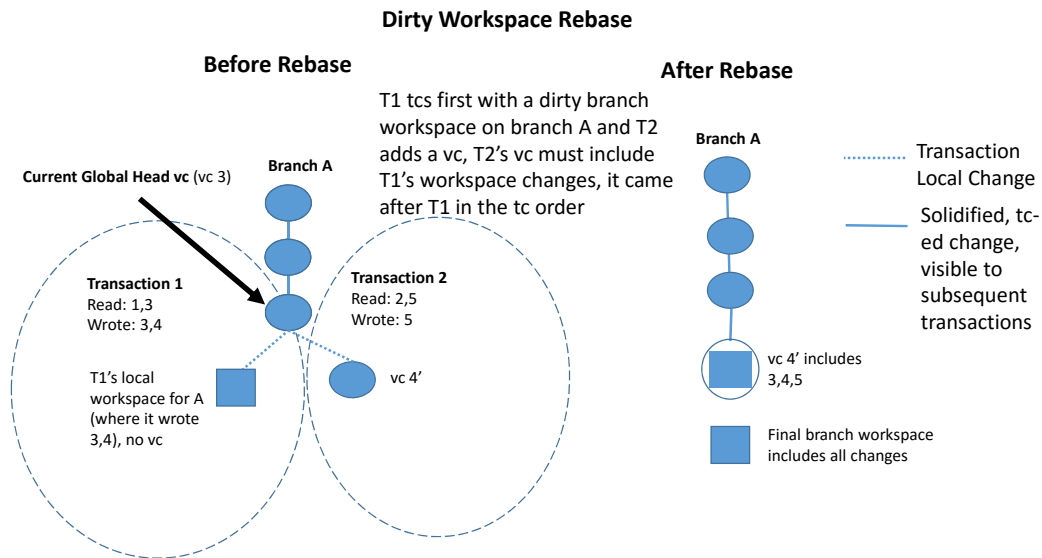 Dirty Workspace Rebase
Before Rebase
After Rebase
T1 tcs first with a dirty branch
workspace on branch A and T2
adds a vc, T2's vc must include
T1's workspace changes, it came
after T1 in the tc order
Current Global Head vc (vc 3)
Branch A
Transaction 1
Read: 1,3
Wrote: 3,4
Transaction 2
Read: 2,5
Wrote: 5
T1's local
workspace for A
(where it wrote
3,4), no vc
vc 4'
Branch A
vc 4' includes
3,4,5
Final branch workspace
includes all changes
Transaction
Local Change
Solidified, tc-
ed change,
visible to
subsequent
transactions